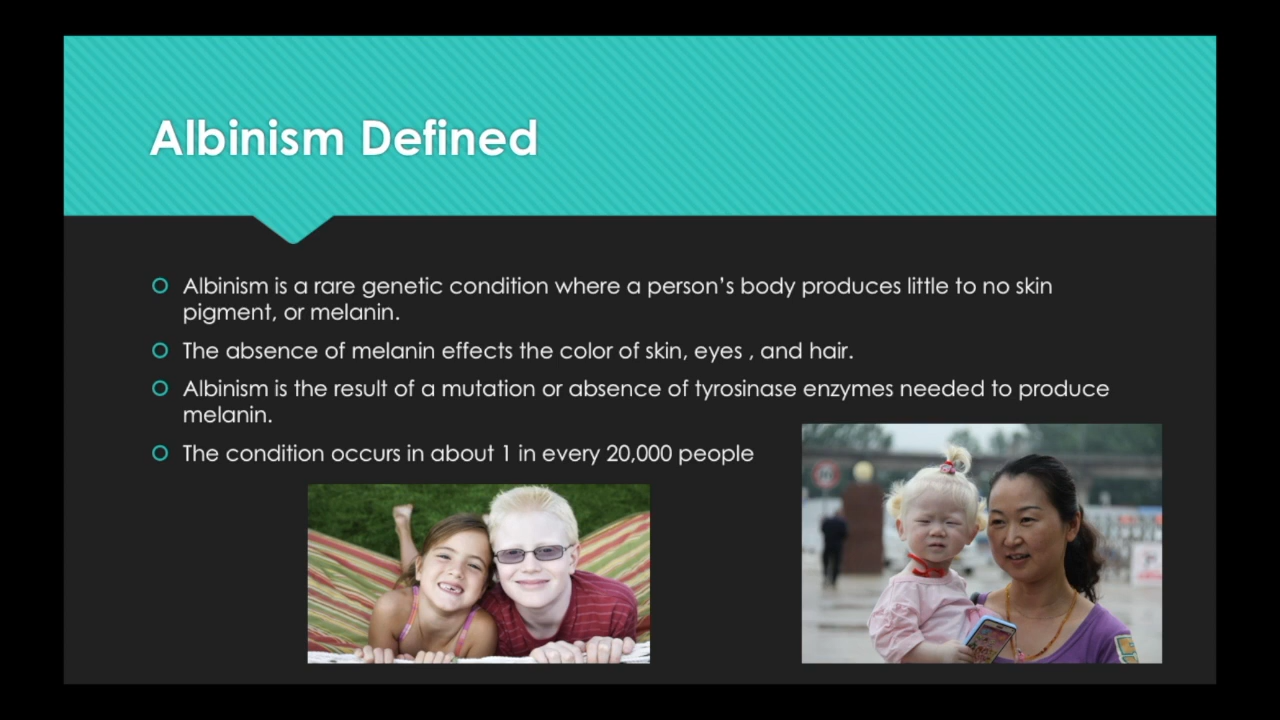 Albinism Defined
Albinism is a rare genetic condition where a person’s body produces little to no skin
pigment, or melanin.
The absence of melanin effects the color of skin, eyes , and hair.
Albinism is the result of a mutation or absence of tyrosinase enzymes needed to produce
melanin.
The condition occurs in about 1 in every 20,000 people